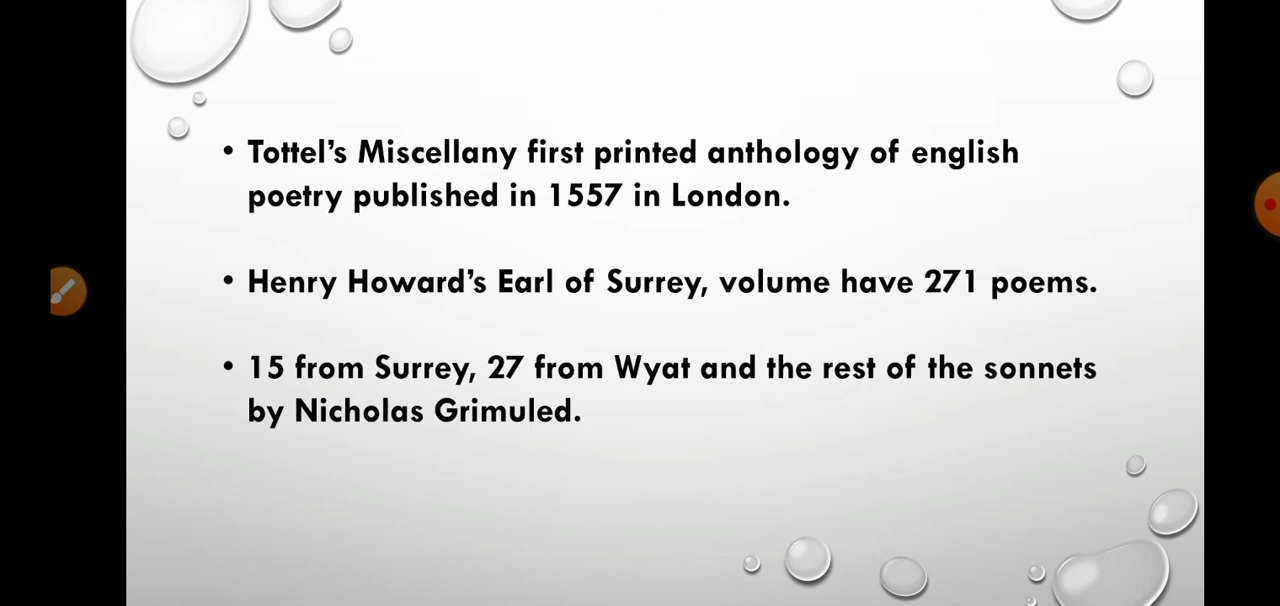 • Tottel's Miscellany first printed anthology of english
poetry published in 1557 in London.
• Henry Howard's Earl of Surrey, volume have 271 poems.
• 15 from Surrey, 27 from Wyat and the rest of the sonnets
by Nicholas Grimuled.